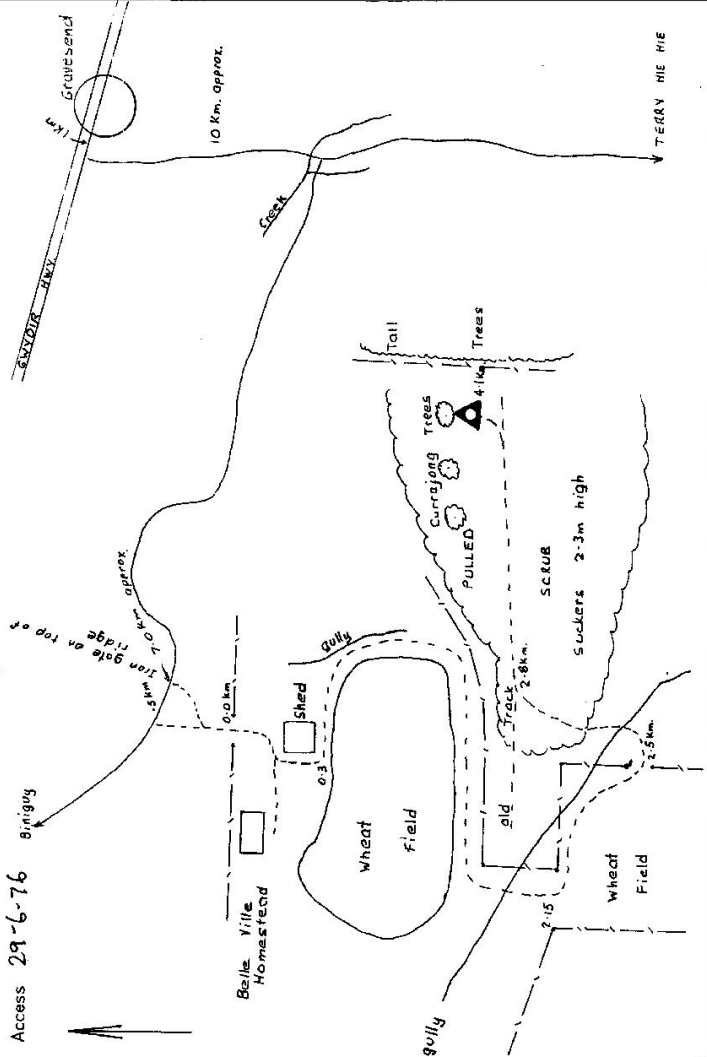 Access 29-6-76
Biniguy
GWYDIR HWY
1Km
Gravesend
10 Km. approx.
TERRY HIE HIE
Creek
Iron gate on top of
ridge
7.0 km approx.
.5km
0.0 km
Belle Ville
Homestead
Shed
0.3
gully
Wheat
Field
PULLED
Currajong
Trees
Tall
Trees
4.1Km.
old
Track
2.8Km.
SCRUB
Suckers 2-3m high
2.5 Km.
2.15
gully
Wheat
Field